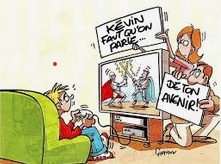 KÉVIN
FAUT QU'ON
PARLE...
DE TON
AVENIR!